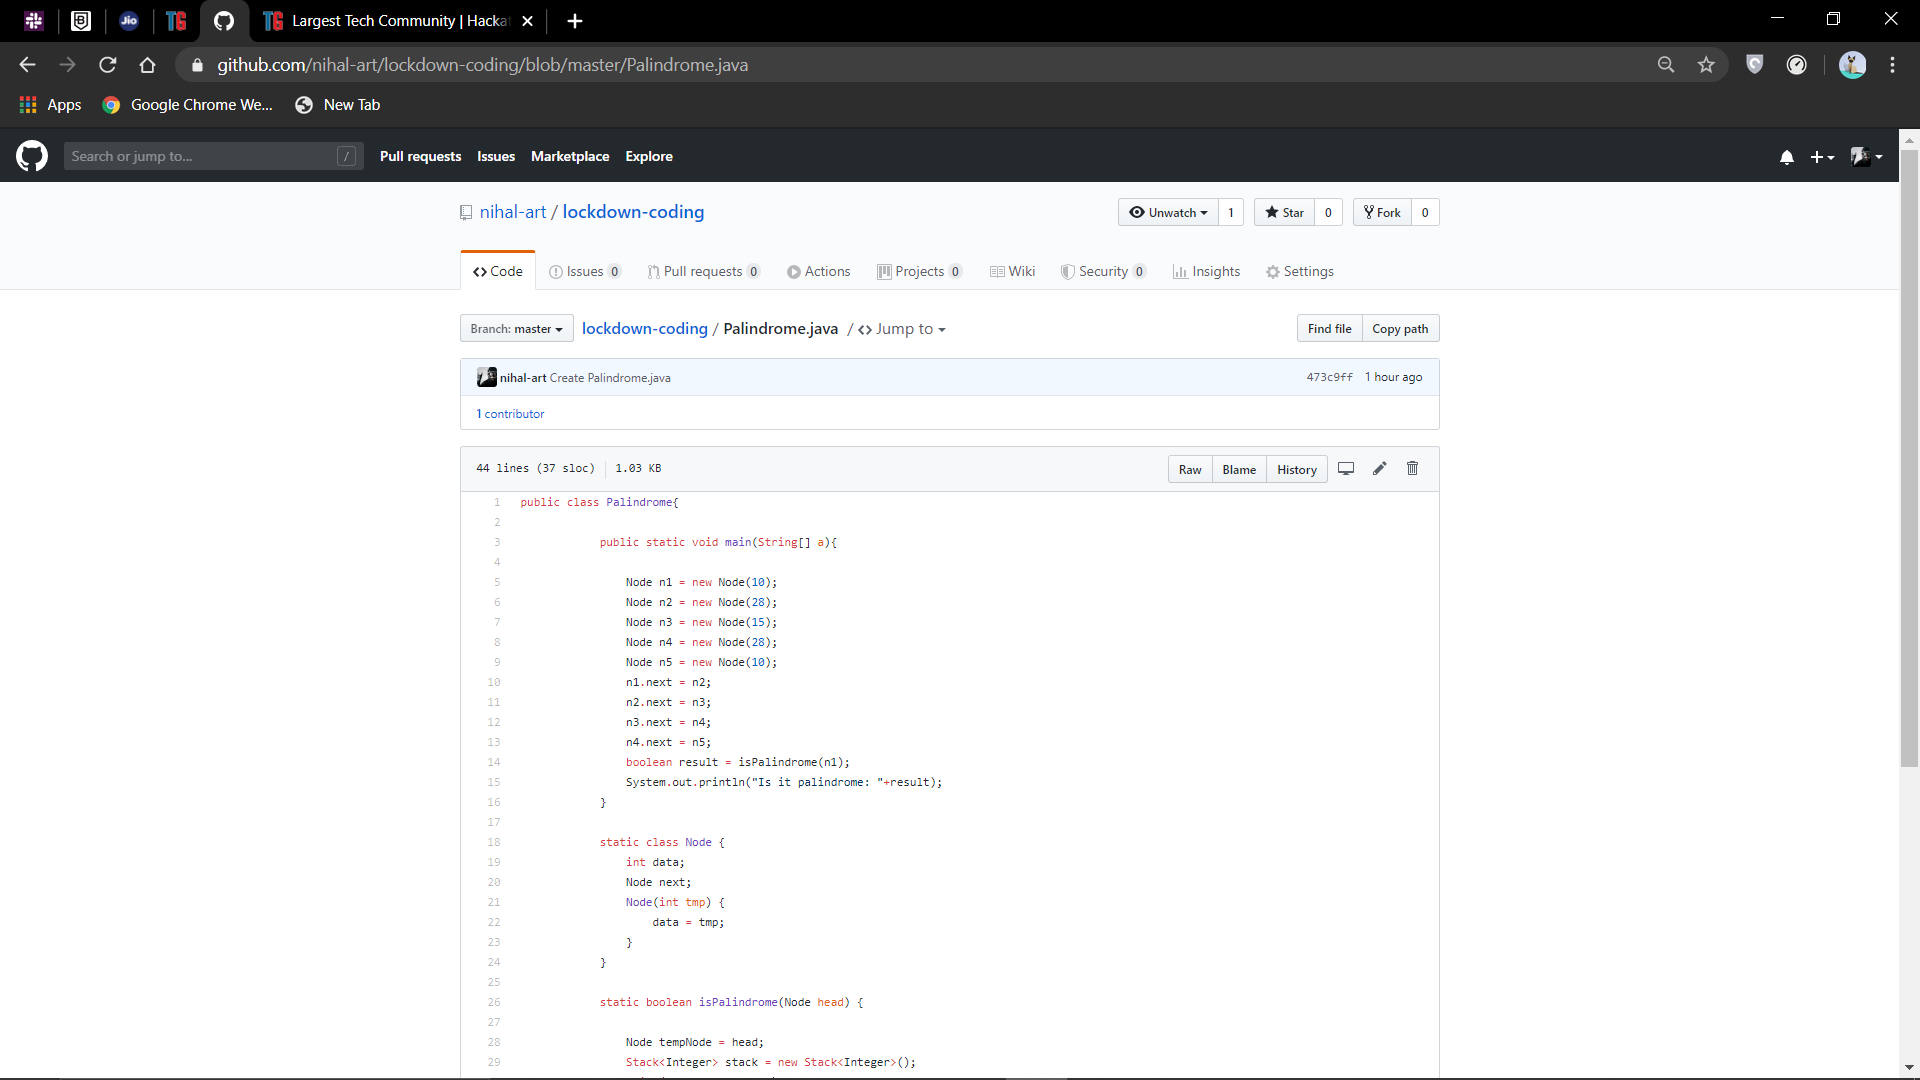 Jio TG TG Largest Tech Community | Hacka
github.com/nihal-art/lockdown-coding/blob/master/Palindrome.java
Apps Google Chrome We... New Tab
Search or jump to... / Pull requests Issues Marketplace Explore
nihal-art / lockdown-coding Unwatch 1 Star 0 Fork 0
Code Issues 0 Pull requests 0 Actions Projects 0 Wiki Security 0 Insights Settings
Branch: master lockdown-coding / Palindrome.java / Jump to Find file Copy path
nihal-art Create Palindrome.java 473c9ff 1 hour ago
1 contributor
44 lines (37 sloc) 1.03 KB Raw Blame History
1 public class Palindrome{
2
3 public static void main(String[] a){
4
5 Node n1 = new Node(10);
6 Node n2 = new Node(28);
7 Node n3 = new Node(15);
8 Node n4 = new Node(28);
9 Node n5 = new Node(10);
10 n1.next = n2;
11 n2.next = n3;
12 n3.next = n4;
13 n4.next = n5;
14 boolean result = isPalindrome(n1);
15 System.out.println("Is it palindrome: "+result);
16 }
17
18 static class Node {
19 int data;
20 Node next;
21 Node(int tmp) {
22 data = tmp;
23 }
24 }
25
26 static boolean isPalindrome(Node head) {
27
28 Node tempNode = head;
29 Stack<Integer> stack = new Stack<Integer>();